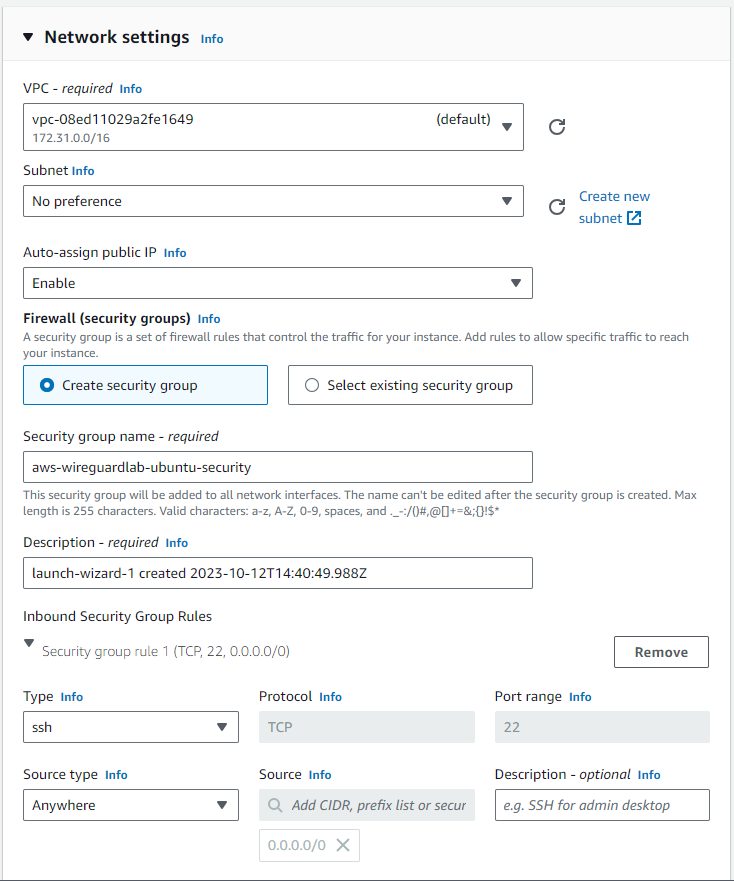 Network settings Info
VPC - required Info
vpc-08ed11029a2fe1649 (default)
172.31.0.0/16
Subnet Info
No preference
Create new
subnet
Auto-assign public IP Info
Enable
Firewall (security groups) Info
A security group is a set of firewall rules that control the traffic for your instance. Add rules to allow specific traffic to reach
your instance.
Create security group Select existing security group
Security group name - required
aws-wireguardlab-ubuntu-security
This security group will be added to all network interfaces. The name can't be edited after the security group is created. Max
length is 255 characters. Valid characters: a-z, A-Z, 0-9, spaces, and ._-:/()#,@[]+=&;{}!$*
Description - required Info
launch-wizard-1 created 2023-10-12T14:40:49.988Z
Inbound Security Group Rules
Security group rule 1 (TCP, 22, 0.0.0.0/0) Remove
Type Info Protocol Info Port range Info
ssh TCP 22
Source type Info Source Info Description - optional Info
Anywhere Add CIDR, prefix list or secur e.g. SSH for admin desktop
0.0.0.0/0